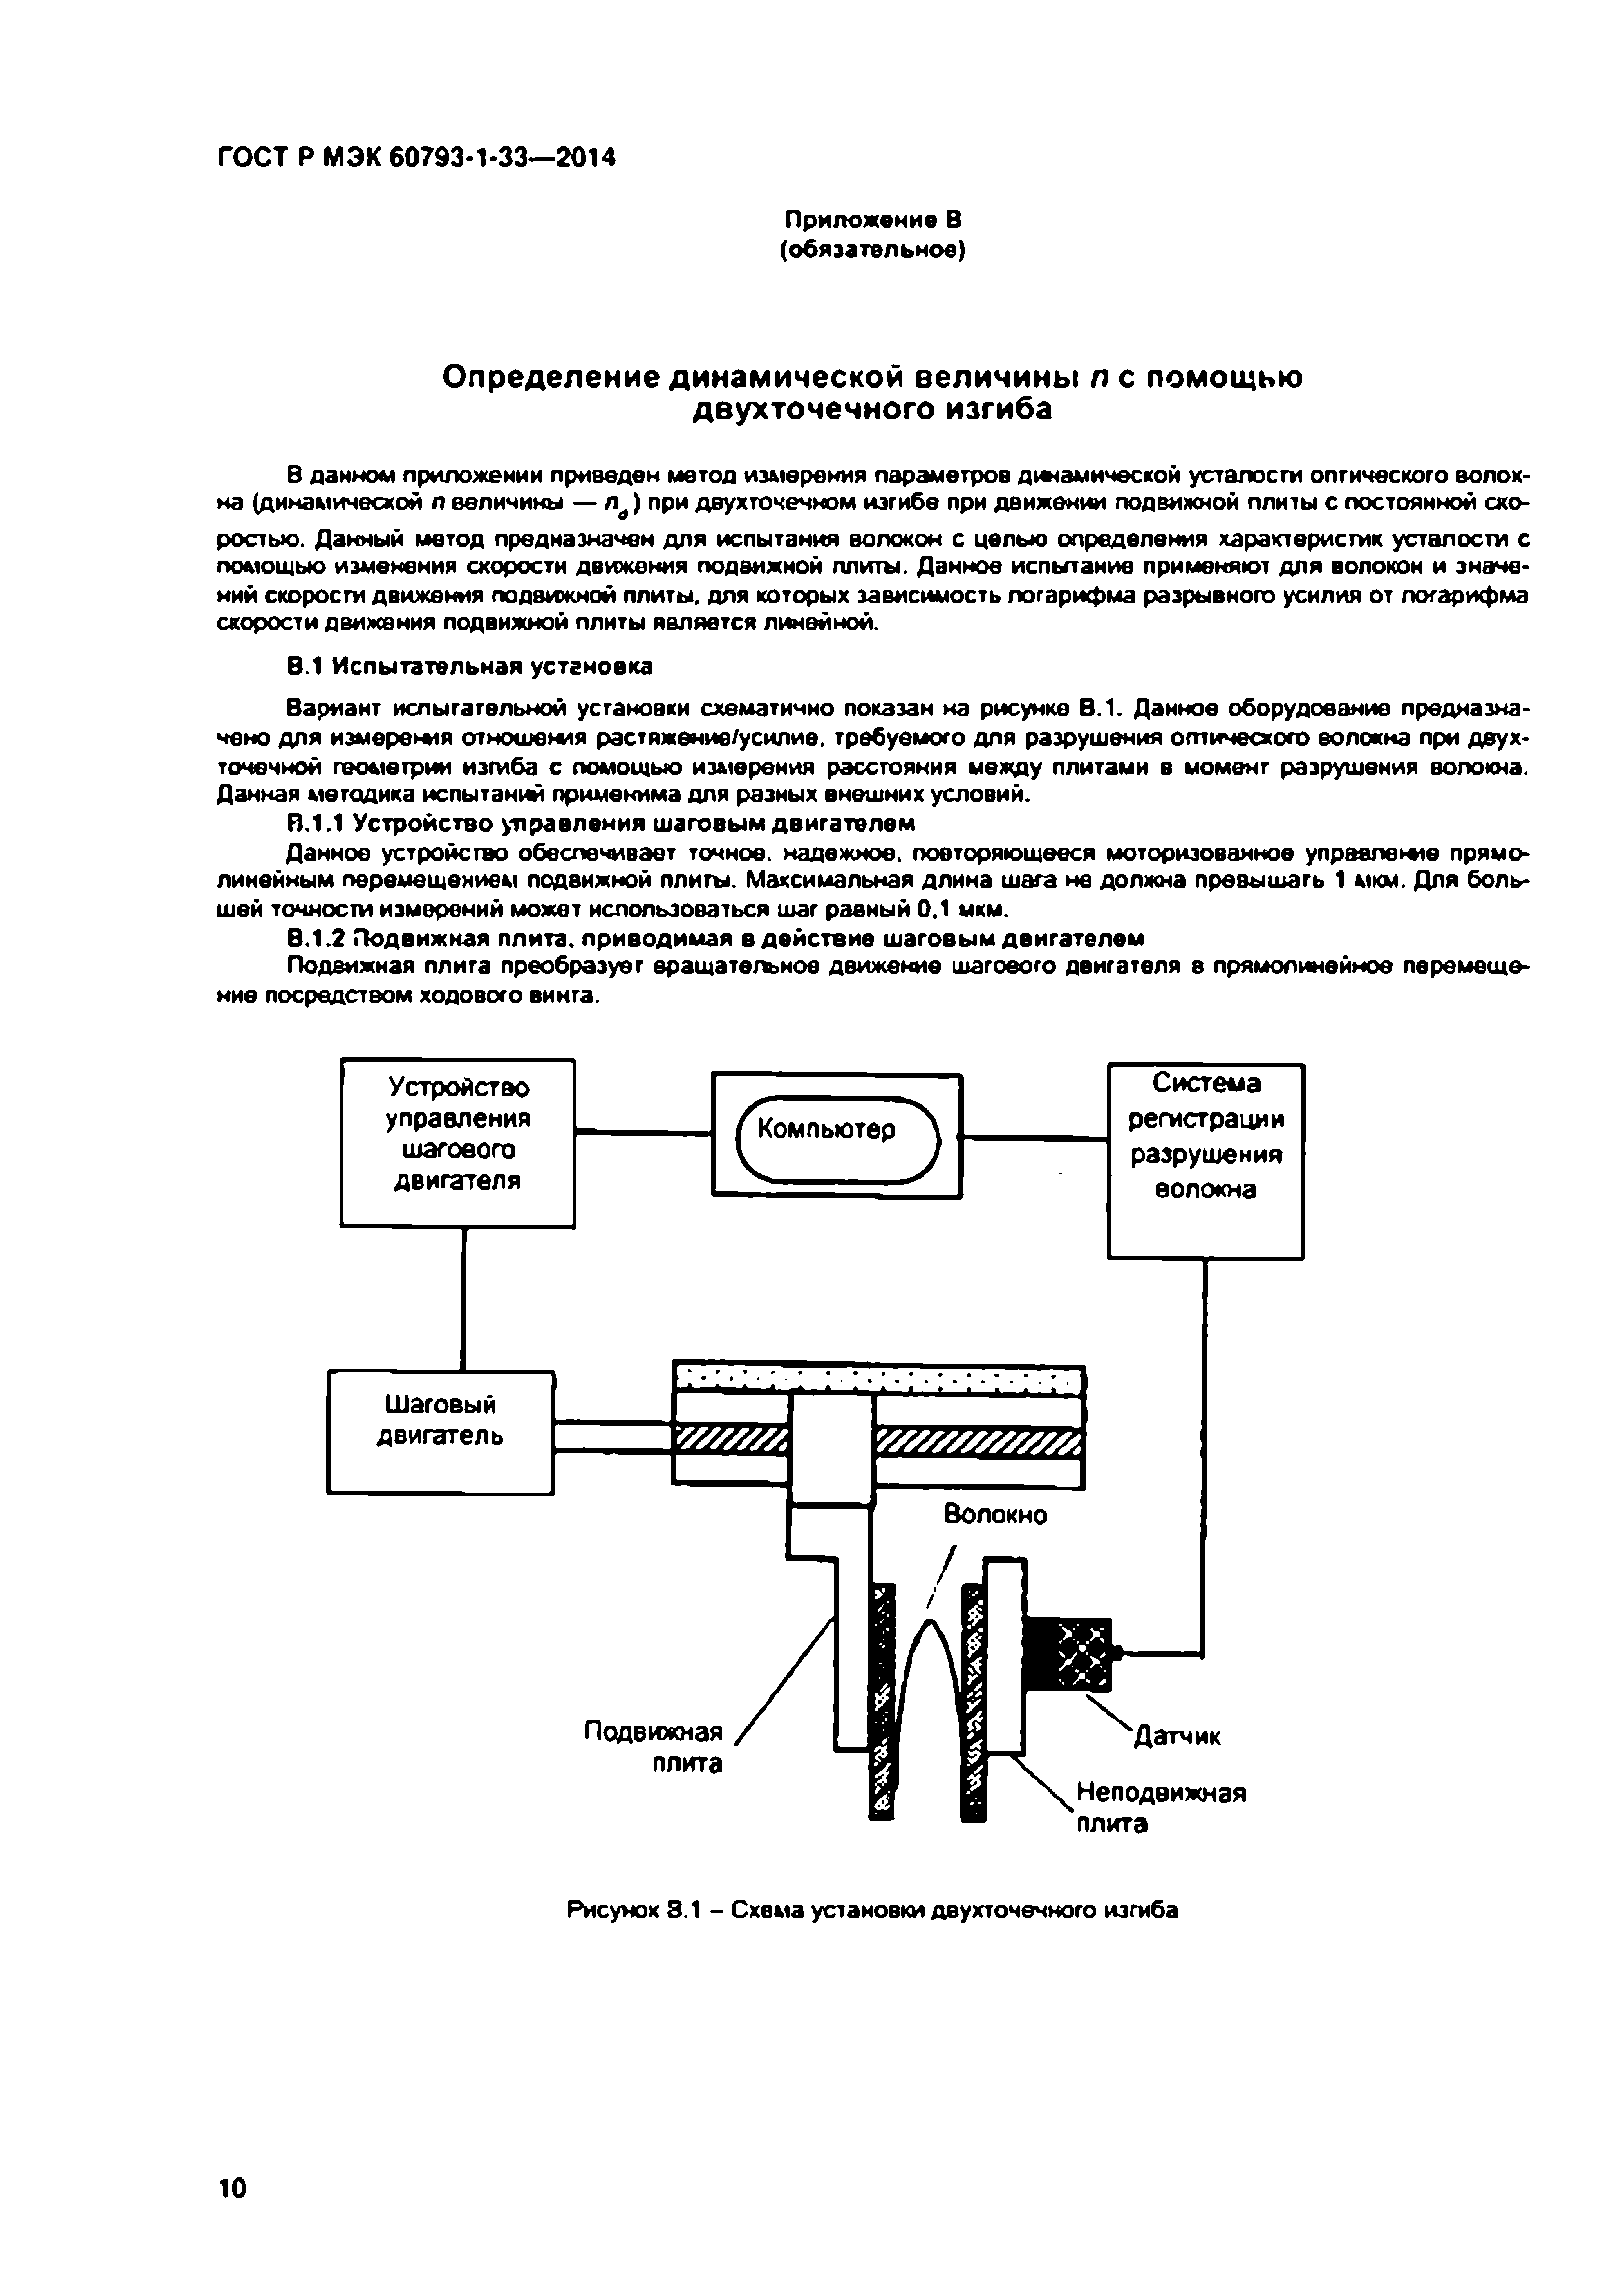 ГОСТ Р МЭК 60793-1-33—2014
Приложение В
(обязательное)
Определение динамической величины n с помощью
двухточечного изгиба
В данном приложении приведен метод измерения параметров динамической усталости оптического волок-
на (динамической n величины — n_d) при двухточечном изгибе при движении подвижной плиты с постоянной ско-
ростью. Данный метод предназначен для испытания волокон с целью определения характеристик усталости с
помощью изменения скорости движения подвижной плиты. Данное испытание применяют для волокон и значе-
ний скорости движения подвижной плиты, для которых зависимость логарифма разрывного усилия от логарифма
скорости движения подвижной плиты является линейной.
В.1 Испытательная установка
Вариант испытательной установки схематично показан на рисунке В.1. Данное оборудование предназна-
чено для измерения отношения растяжение/усилие, требуемого для разрушения оптического волокна при двух-
точечной геометрии изгиба с помощью измерения расстояния между плитами в момент разрушения волокна.
Данная методика испытаний применима для разных внешних условий.
В.1.1 Устройство управления шаговым двигателем
Данное устройство обеспечивает точное, надежное, повторяющееся моторизованное управление прямо-
линейным перемещением подвижной плиты. Максимальная длина шага не должна превышать 1 мкм. Для боль-
шей точности измерений может использоваться шаг равный 0,1 мкм.
В.1.2 Подвижная плита, приводимая в действие шаговым двигателем
Подвижная плита преобразует вращательное движение шагового двигателя в прямолинейное перемеще-
ние посредством ходового винта.
Устройство
управления
шагового
двигателя
Компьютер
Система
регистрации
разрушения
волокна
Шаговый
двигатель
Волокно
Подвижная
плита
Датчик
Неподвижная
плита
Рисунок В.1 – Схема установки двухточечного изгиба
10